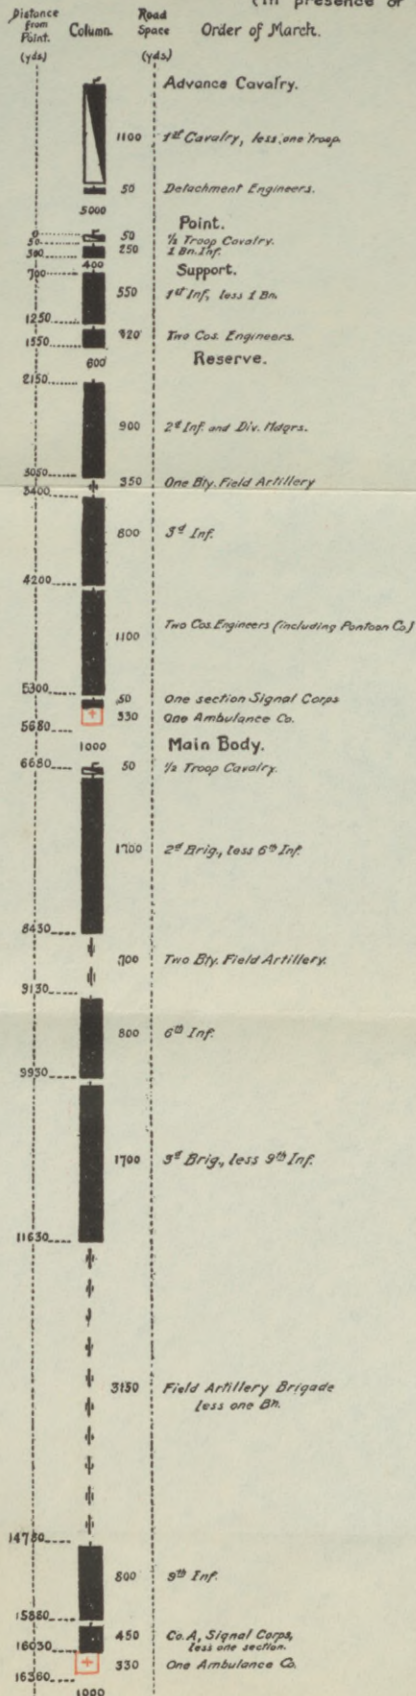 (In presence of
Distance from Point. (yds.) Column. Road Space (yds.) Order of March.
Advance Cavalry.
1100 1st Cavalry, less one troop.
50 Detachment Engineers.
5000
Point.
0 50 ½ Troop Cavalry.
50 250 1 Bn. Inf.
300 400
Support.
700
550 1st Inf., less 1 Bn.
1250
320 Two Cos. Engineers.
1550
600 Reserve.
2150
900 2d Inf. and Div. Hdqrs.
3050
350 One Bty. Field Artillery
3400
800 3d Inf.
4200
1100 Two Cos. Engineers (including Pontoon Co.)
5300
50 One section Signal Corps
330 One Ambulance Co.
5680
1000 Main Body.
6680 50 ½ Troop Cavalry.
1700 2d Brig., less 6th Inf.
8430
700 Two Bty. Field Artillery.
9130
800 6th Inf.
9930
1700 3d Brig., less 9th Inf.
11630
3150 Field Artillery Brigade
less one Bn.
14780
800 9th Inf.
15580
450 Co. A, Signal Corps,
less one section.
16030
330 One Ambulance Co.
16360
1000